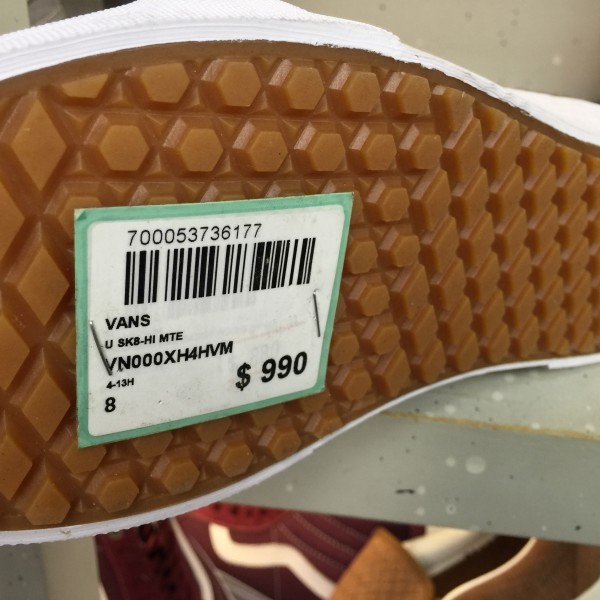 700053736177
VANS
U SK8-HI MTE
VN000XH4HVM
4-13H
8
$ 990